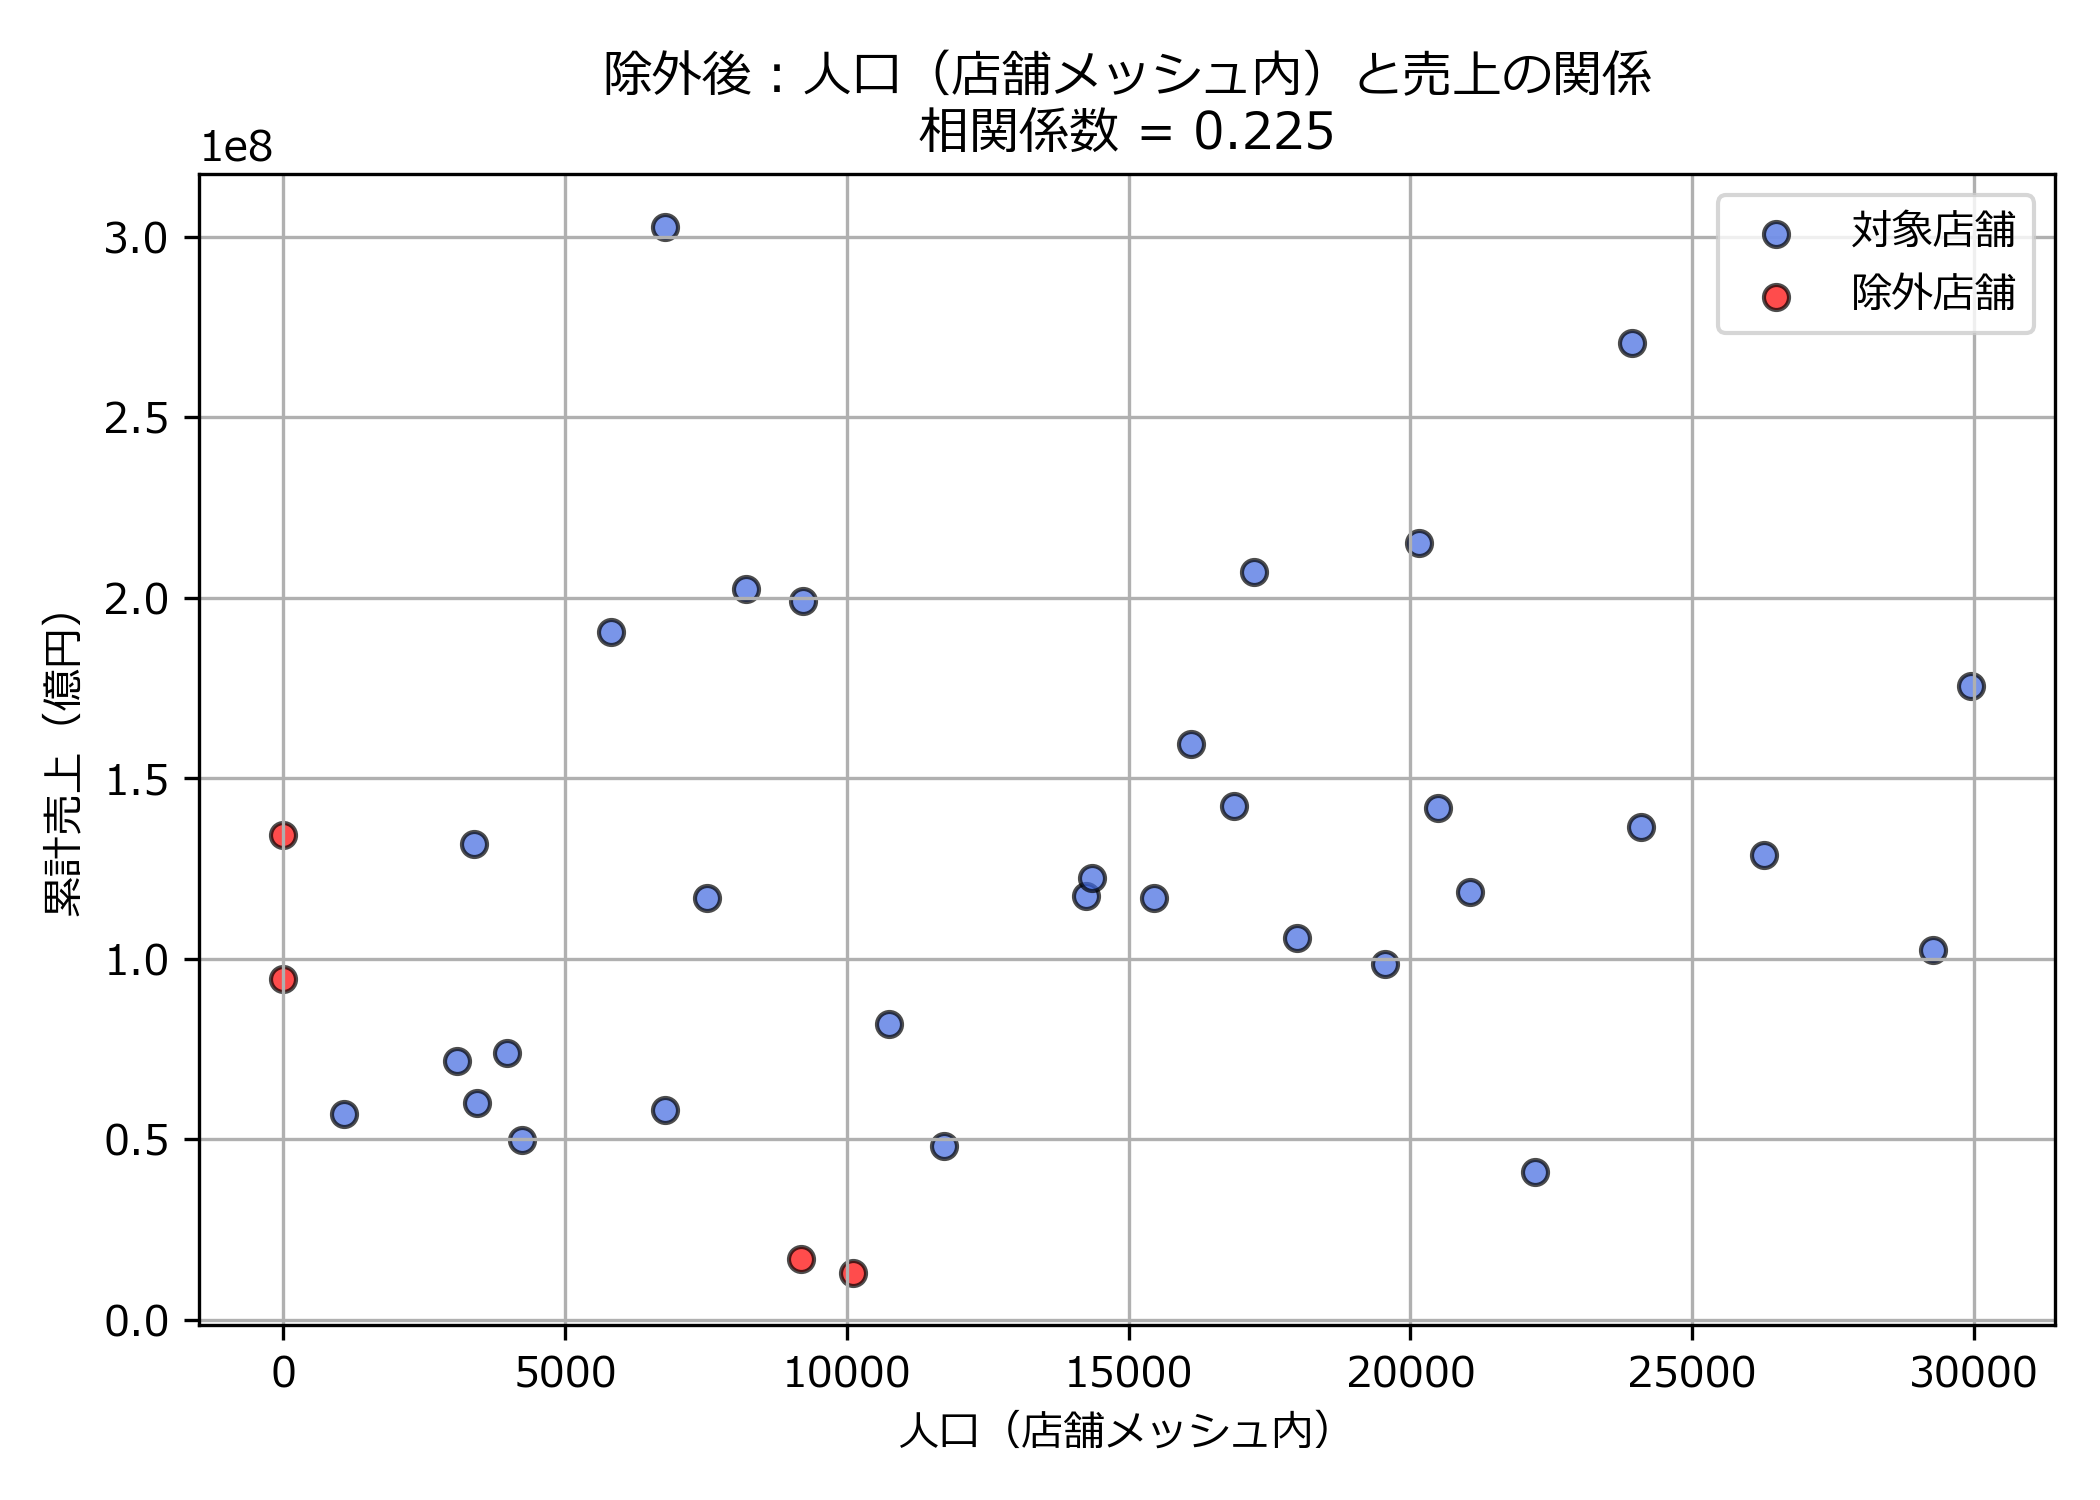 除外後：人口（店舗メッシュ内）と売上の関係
相関係数 = 0.225
1e8
対象店舗
除外店舗
3.0
2.5
2.0
1.5
1.0
0.5
0.0
累計売上（億円）
0 5000 10000 15000 20000 25000 30000
人口（店舗メッシュ内）